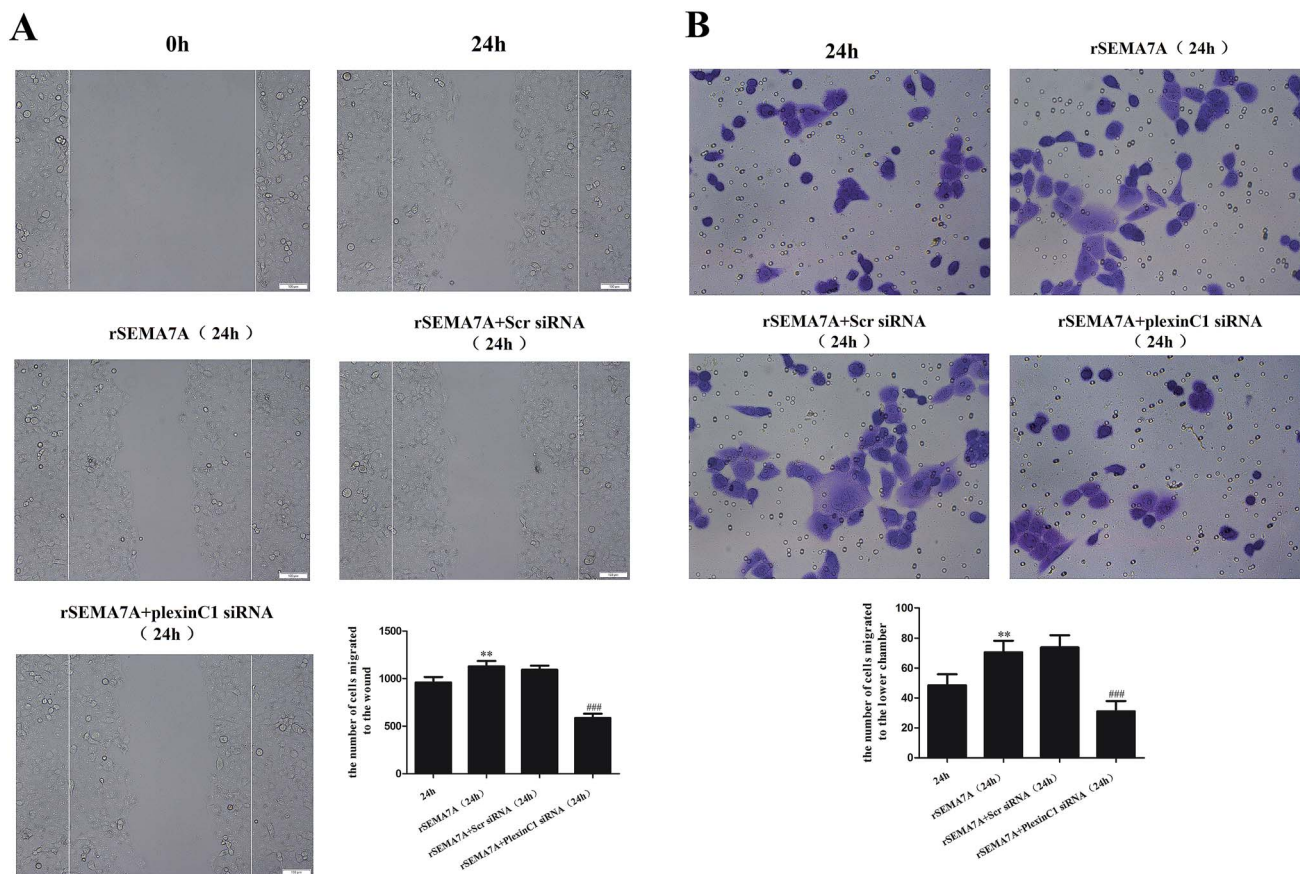 A
0h
24h
rSEMA7A（24h）
rSEMA7A+Scr siRNA
（24h）
rSEMA7A+plexinC1 siRNA
（24h）
the number of cells migrated
to the wound
1500
1000
500
0
**
###
24h
rSEMA7A（24h）
rSEMA7A+Scr siRNA（24h）
rSEMA7A+PlexinC1 siRNA（24h）
B
24h
rSEMA7A（24h）
rSEMA7A+Scr siRNA
（24h）
rSEMA7A+plexinC1 siRNA
（24h）
the number of cells migrated
to the lower chamber
100
80
60
40
20
0
**
###
24h
rSEMA7A（24h）
rSEMA7A+Scr siRNA（24h）
rSEMA7A+PlexinC1 siRNA（24h）